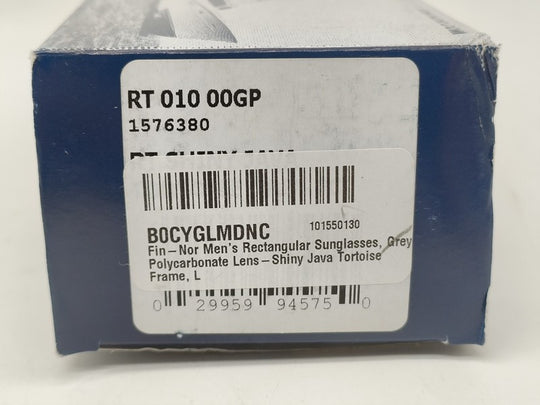 RT 010 00GP
1576380
B0CYGLMDNC 101550130
Fin-Nor Men's Rectangular Sunglasses, Grey
Polycarbonate Lens-Shiny Java Tortoise
Frame, L
0 29959 94575 0